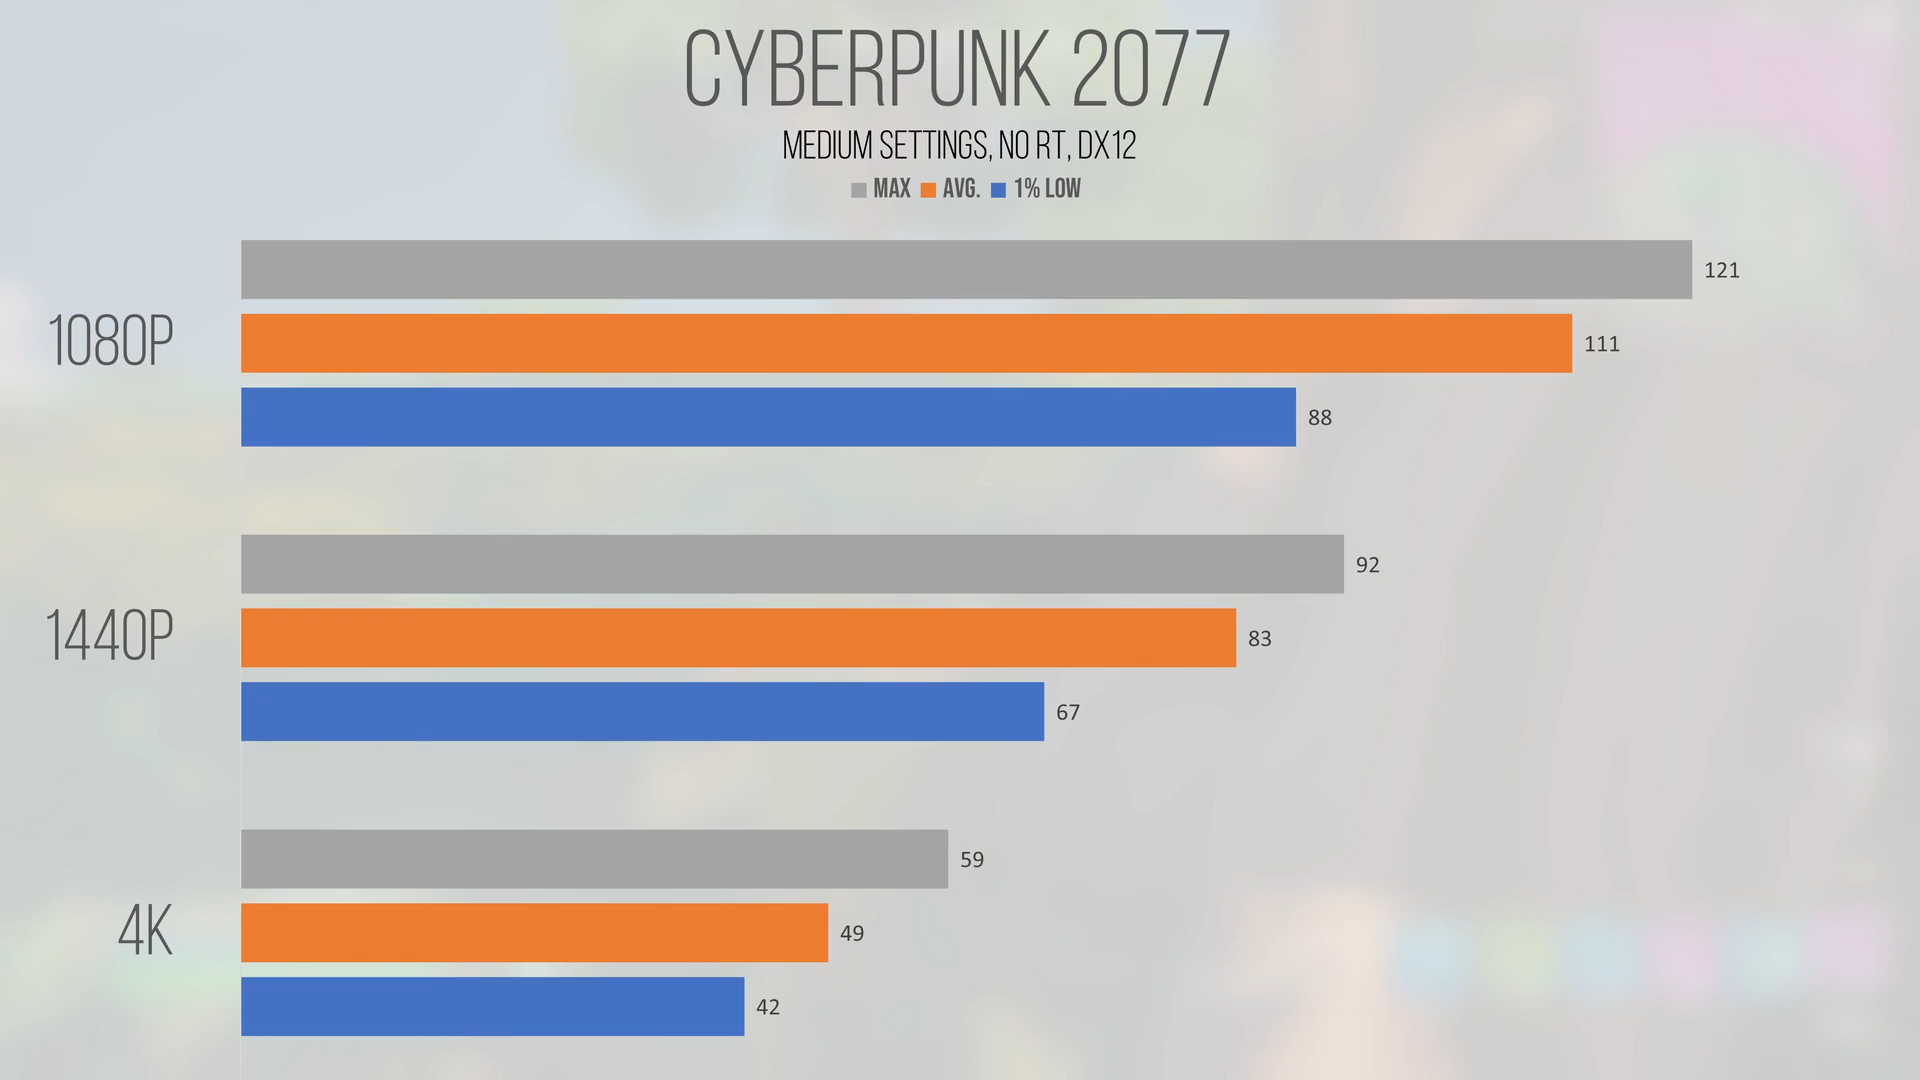 CYBERPUNK 2077
MEDIUM SETTINGS, NO RT, DX12
MAX AVG. 1% LOW
121
1080P 111
88
92
1440P 83
67
59
4K 49
42